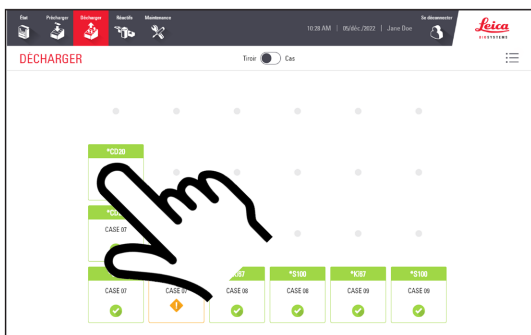 État Précharger Décharger Réactifs Maintenance Se déconnecter
10:28 AM | 05/déc./2022 | Jane Doe
Leica
BIOSYSTEMS
DÉCHARGER Tiroir Cas
*CD20
CASE 07
CASE 07 CASE 07 CASE 08 CASE 08 CASE 09 CASE 09
*S100 *KI67 *S100